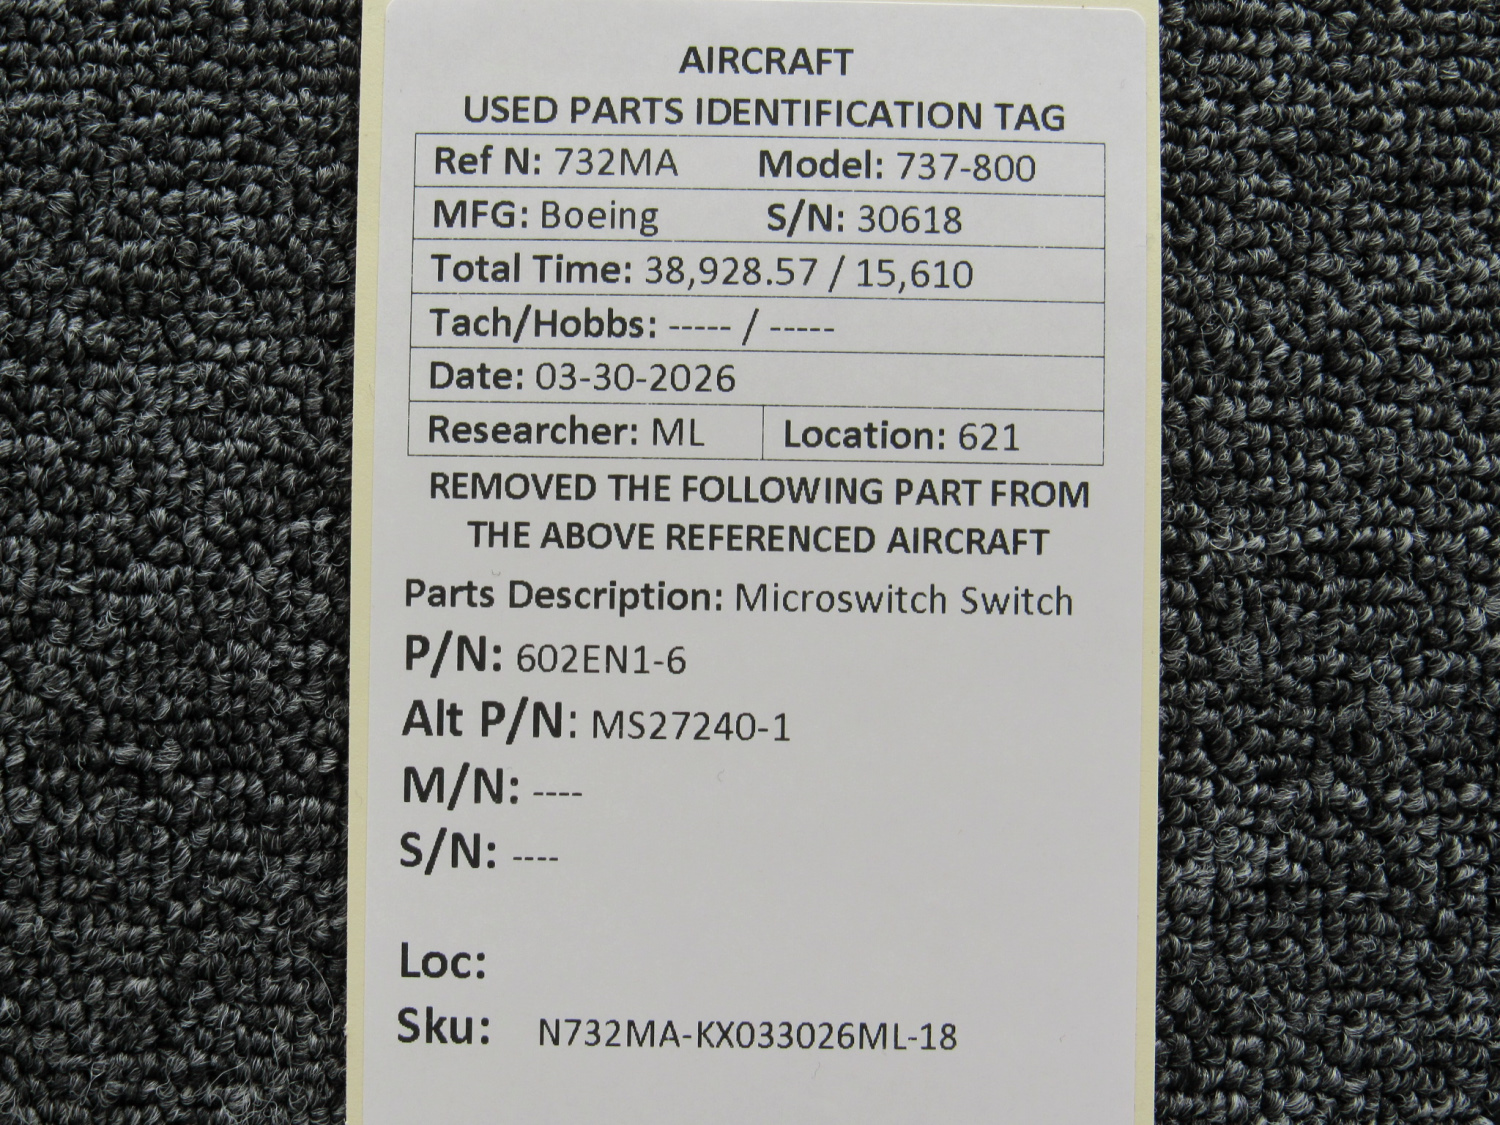 AIRCRAFT
USED PARTS IDENTIFICATION TAG
Ref N: 732MA Model: 737-800
MFG: Boeing S/N: 30618
Total Time: 38,928.57 / 15,610
Tach/Hobbs: ----- / -----
Date: 03-30-2026
Researcher: ML Location: 621
REMOVED THE FOLLOWING PART FROM
THE ABOVE REFERENCED AIRCRAFT
Parts Description: Microswitch Switch
P/N: 602EN1-6
Alt P/N: MS27240-1
M/N: ----
S/N: ----
Loc:
Sku: N732MA-KX033026ML-18